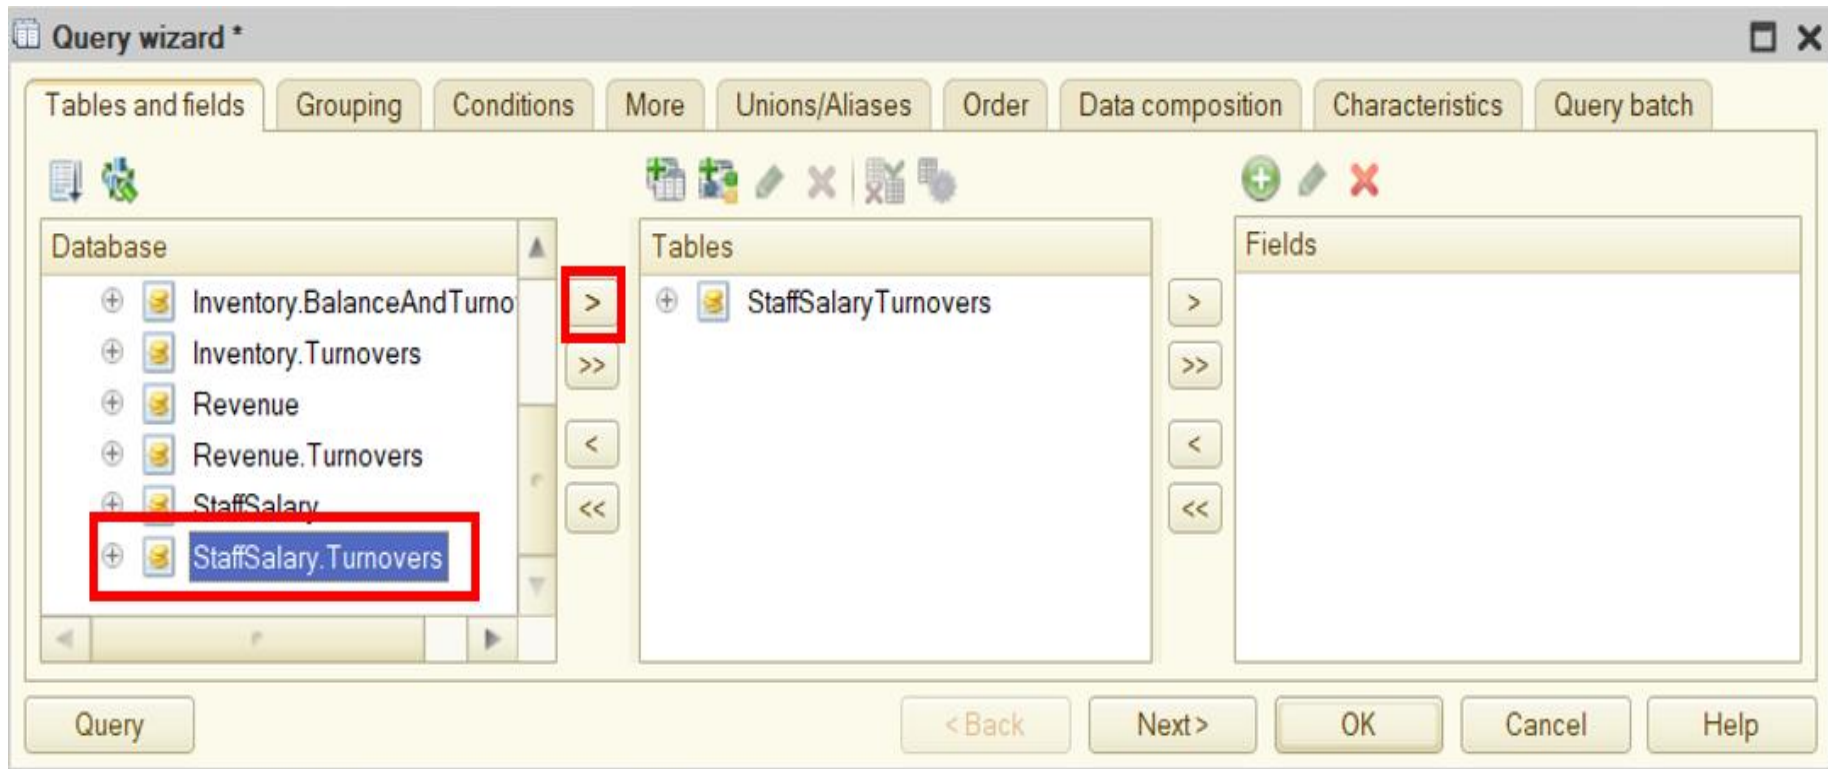 Query wizard *
Tables and fields Grouping Conditions More Unions/Aliases Order Data composition Characteristics Query batch
Database Tables Fields
Inventory.BalanceAndTurno > StaffSalaryTurnovers >
Inventory.Turnovers >> >>
Revenue
Revenue.Turnovers < <
StaffSalary << <<
StaffSalary.Turnovers
Query < Back Next > OK Cancel Help